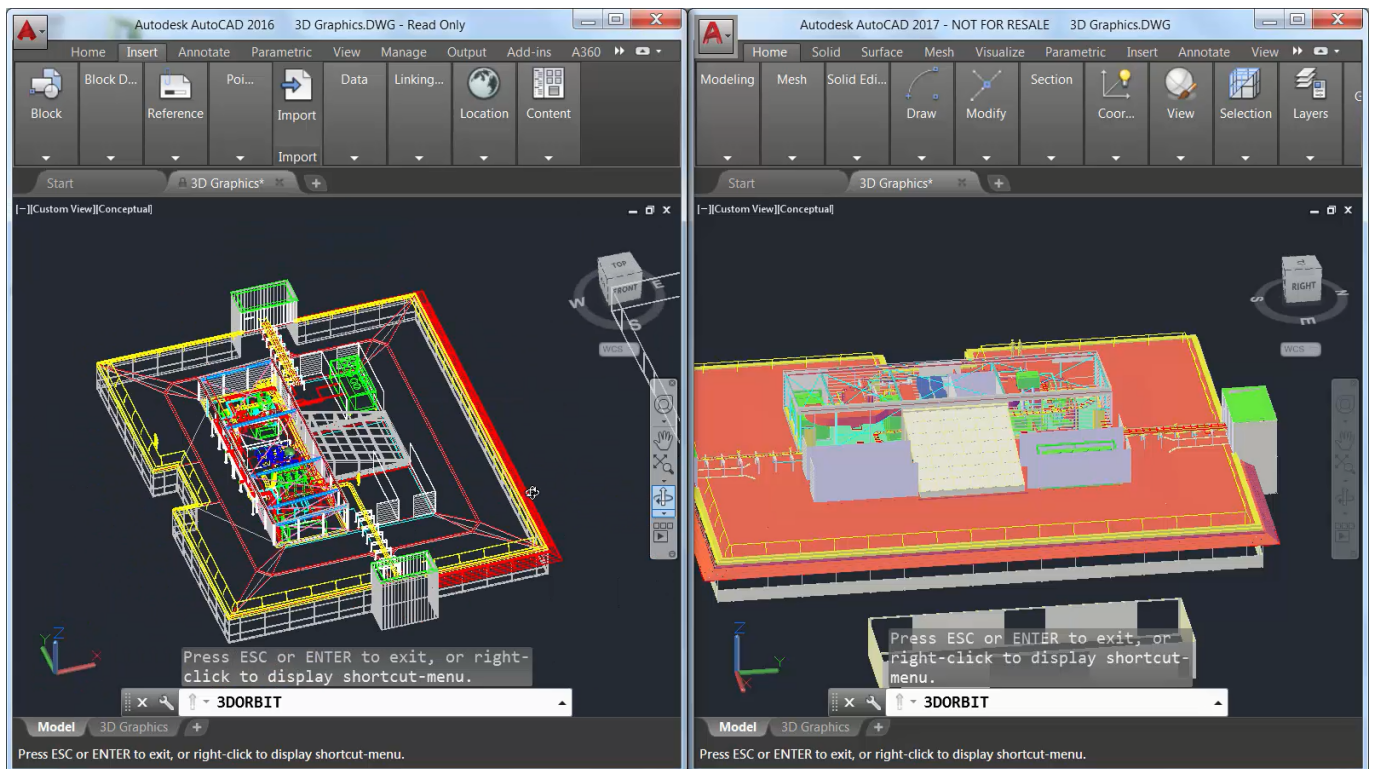 Autodesk AutoCAD 2016 3D Graphics.DWG - Read Only
Home Insert Annotate Parametric View Manage Output Add-ins A360
Block D... Poi... Data Linking...
Block Reference Import Location Content
Import
Start 3D Graphics*
[−][Custom View][Conceptual]
TOP
FRONT
W E
S
WCS
Z
Y
X
Press ESC or ENTER to exit, or right-
click to display shortcut-menu.
3DORBIT
Model 3D Graphics
Press ESC or ENTER to exit, or right-click to display shortcut-menu.
Autodesk AutoCAD 2017 - NOT FOR RESALE 3D Graphics.DWG
Home Solid Surface Mesh Visualize Parametric Insert Annotate View
Modeling Mesh Solid Edi... Section
Draw Modify Coor... View Selection Layers
Start 3D Graphics*
[−][Custom View][Conceptual]
RIGHT
S N
E
WCS
Z
Y
X
Press ESC or ENTER to exit, or
right-click to display shortcut-
menu.
3DORBIT
Model 3D Graphics
Press ESC or ENTER to exit, or right-click to display shortcut-menu.